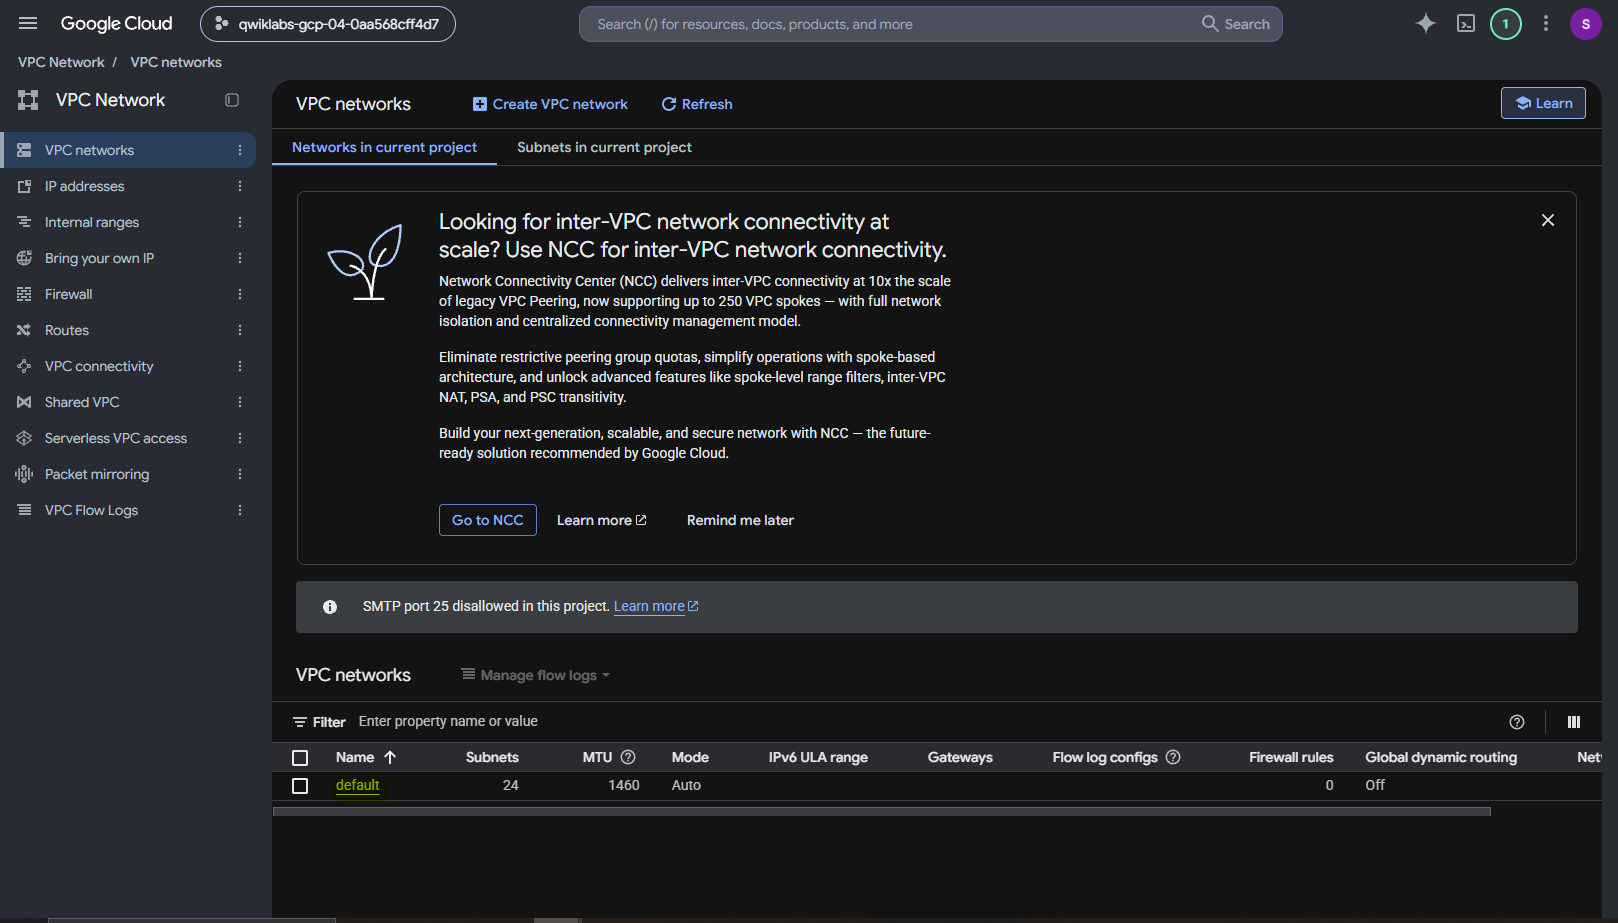 Google Cloud
qwiklabs-gcp-04-0aa568cff4d7
Search (/) for resources, docs, products, and more
Search
1
S
VPC Network / VPC networks
VPC Network
VPC networks
IP addresses
Internal ranges
Bring your own IP
Firewall
Routes
VPC connectivity
Shared VPC
Serverless VPC access
Packet mirroring
VPC Flow Logs
VPC networks
Create VPC network
Refresh
Learn
Networks in current project
Subnets in current project
Looking for inter-VPC network connectivity at
scale? Use NCC for inter-VPC network connectivity.
Network Connectivity Center (NCC) delivers inter-VPC connectivity at 10x the scale
of legacy VPC Peering, now supporting up to 250 VPC spokes — with full network
isolation and centralized connectivity management model.
Eliminate restrictive peering group quotas, simplify operations with spoke-based
architecture, and unlock advanced features like spoke-level range filters, inter-VPC
NAT, PSA, and PSC transitivity.
Build your next-generation, scalable, and secure network with NCC — the future-
ready solution recommended by Google Cloud.
Go to NCC
Learn more
Remind me later
SMTP port 25 disallowed in this project. Learn more
VPC networks
Manage flow logs
Filter Enter property name or value
Name Subnets MTU Mode IPv6 ULA range Gateways Flow log configs Firewall rules Global dynamic routing
default 24 1460 Auto 0 Off